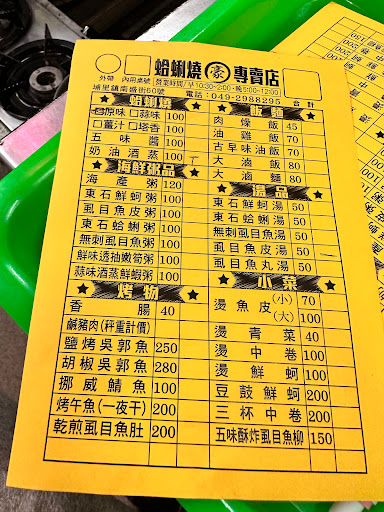 蛤蜊燒 豪 專賣店
外帶 內用桌號 營業時間/早10:30-2:00·晚5:00-12:00
埔里鎮南盛街60號 電話:049-2988295 合計
蛤蜊燒
□原味 □蒜味 100
□薑汁 □塔香 100
五味醬 100
奶油酒蒸 100
海鮮粥品
海產粥 120
東石鮮蚵粥 100
虱目魚皮粥 100
東石蛤蜊粥 100
無刺虱目魚粥 100
鮮味透抽嫩筍粥 100
蒜味酒蒸鮮蝦粥 100
烤物
香腸 40
鹹豬肉(秤重計價)
鹽烤吳郭魚 250
胡椒吳郭魚 280
挪威鯖魚 100
烤午魚(一夜干) 200
乾煎虱目魚肚 200
飯麵
肉燥飯 45
油雞飯 70
古早味油飯 70
大滷飯 80
大滷麵 80
湯品
東石鮮蚵湯 50
東石蛤蜊湯 50
無刺虱目魚湯 50
虱目魚皮湯 50
虱目魚丸湯 50
小菜
燙魚皮 (小) 70
(大) 100
燙青菜 40
燙中卷 100
燙鮮蚵 100
豆鼓鮮蚵 200
三杯中卷 200
五味酥炸虱目魚柳 150